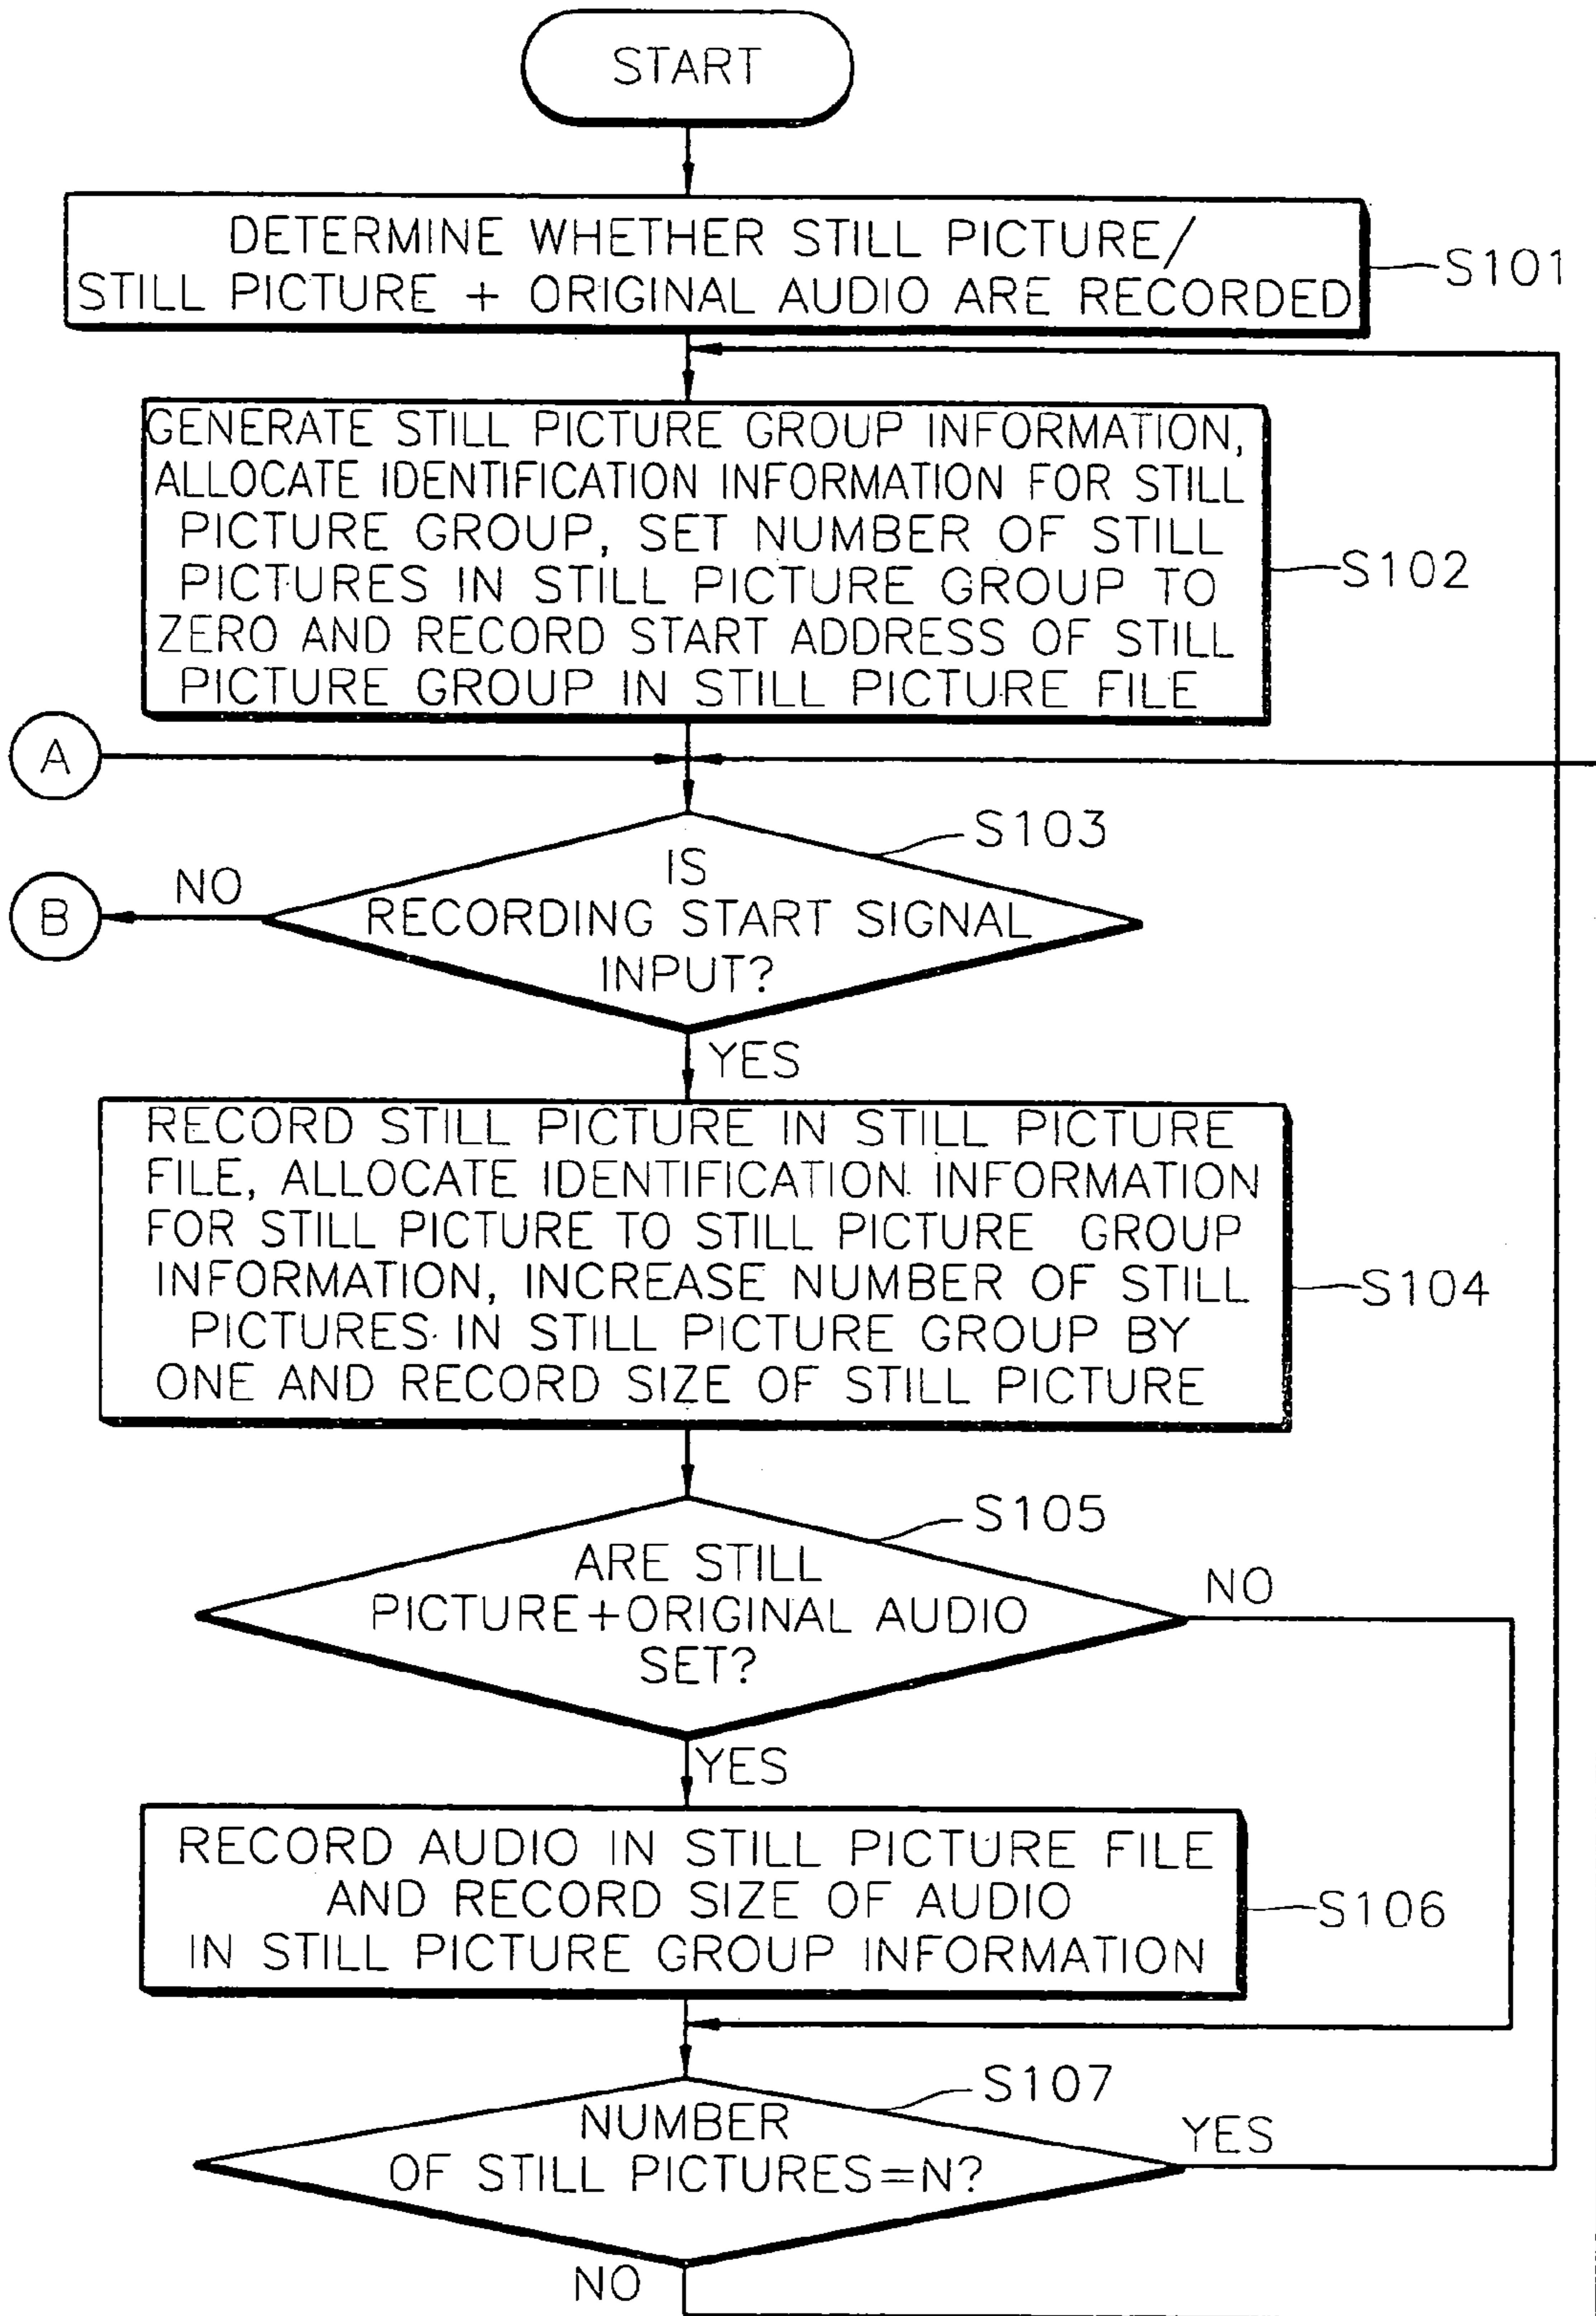 START
DETERMINE WHETHER STILL PICTURE/
STILL PICTURE + ORIGINAL AUDIO ARE RECORDED
S101
GENERATE STILL PICTURE GROUP INFORMATION,
ALLOCATE IDENTIFICATION INFORMATION FOR STILL
PICTURE GROUP, SET NUMBER OF STILL
PICTURES IN STILL PICTURE GROUP TO
ZERO AND RECORD START ADDRESS OF STILL
PICTURE GROUP IN STILL PICTURE FILE
S102
A
S103
IS
RECORDING START SIGNAL
INPUT?
NO
B
YES
RECORD STILL PICTURE IN STILL PICTURE
FILE, ALLOCATE IDENTIFICATION INFORMATION
FOR STILL PICTURE TO STILL PICTURE GROUP
INFORMATION, INCREASE NUMBER OF STILL
PICTURES IN STILL PICTURE GROUP BY
ONE AND RECORD SIZE OF STILL PICTURE
S104
S105
ARE STILL
PICTURE+ORIGINAL AUDIO
SET?
NO
YES
RECORD AUDIO IN STILL PICTURE FILE
AND RECORD SIZE OF AUDIO
IN STILL PICTURE GROUP INFORMATION
S106
S107
NUMBER
OF STILL PICTURES=N?
YES
NO